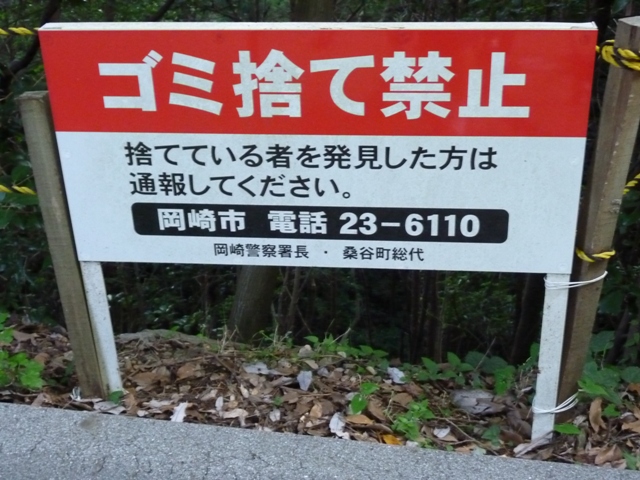 ゴミ捨て禁止
捨てている者を発見した方は
通報してください。
岡崎市 電話 23-6110
岡崎警察署長 ・ 桑谷町総代